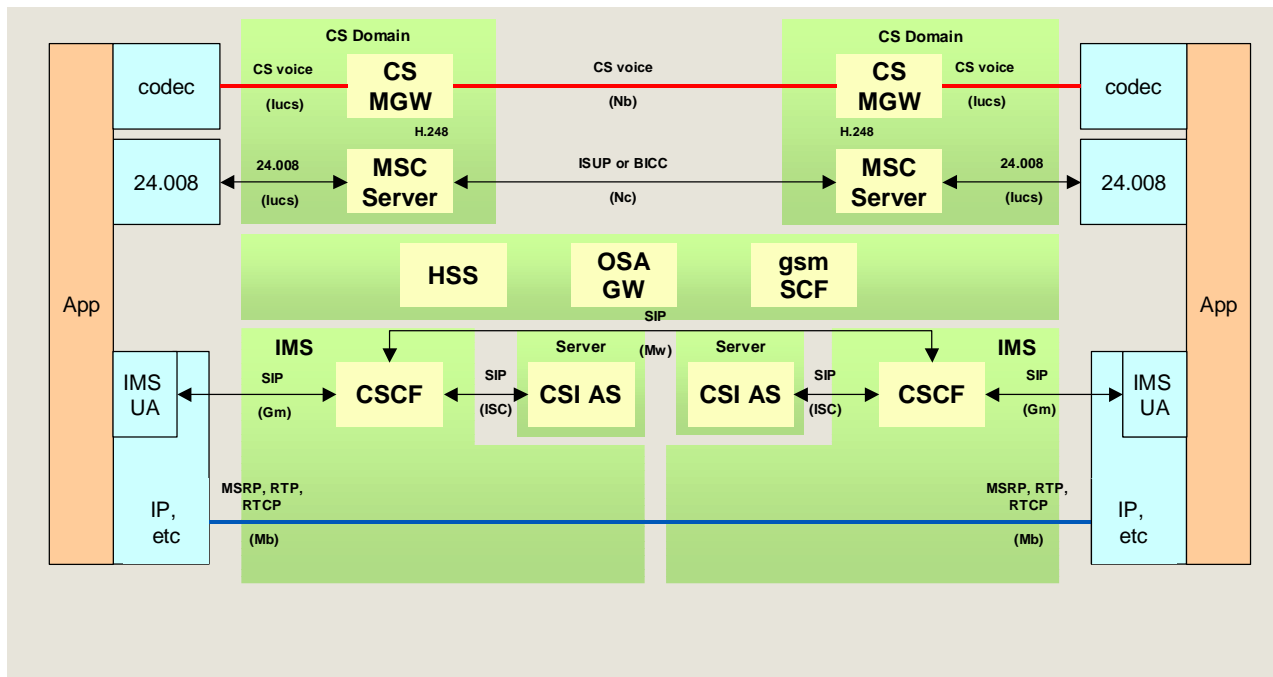 CS Domain
CS Domain
CS voice
CS
MGW
CS voice
CS
MGW
CS voice
codec
codec
(Iucs)
(Nb)
(Iucs)
H.248
H.248
24.008
24.008
MSC
Server
ISUP or BICC
MSC
Server
24.008
24.008
(Iucs)
(Nc)
(Iucs)
HSS
OSA
GW
gsm
SCF
App
App
SIP
(Mw)
IMS
Server
Server
IMS
IMS
UA
SIP
(Gm)
CSCF
SIP
(ISC)
CSI AS
CSI AS
SIP
(ISC)
CSCF
SIP
(Gm)
IMS
UA
MSRP, RTP,
RTCP
MSRP, RTP,
RTCP
IP,
etc
IP,
etc
(Mb)
(Mb)